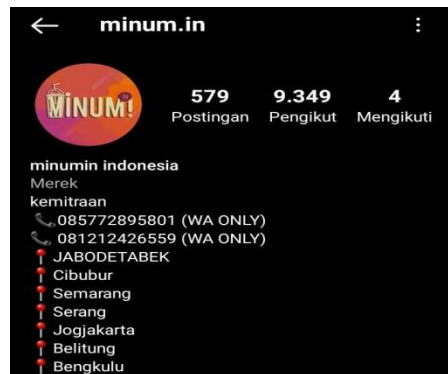 minum.in
MINUM!
579 9.349 4
Postingan Pengikut Mengikuti
minumin indonesia
Merek
kemitraan
085772895801 (WA ONLY)
081212426559 (WA ONLY)
JABODETABEK
Cibubur
Semarang
Serang
Jogjakarta
Belitung
Bengkulu